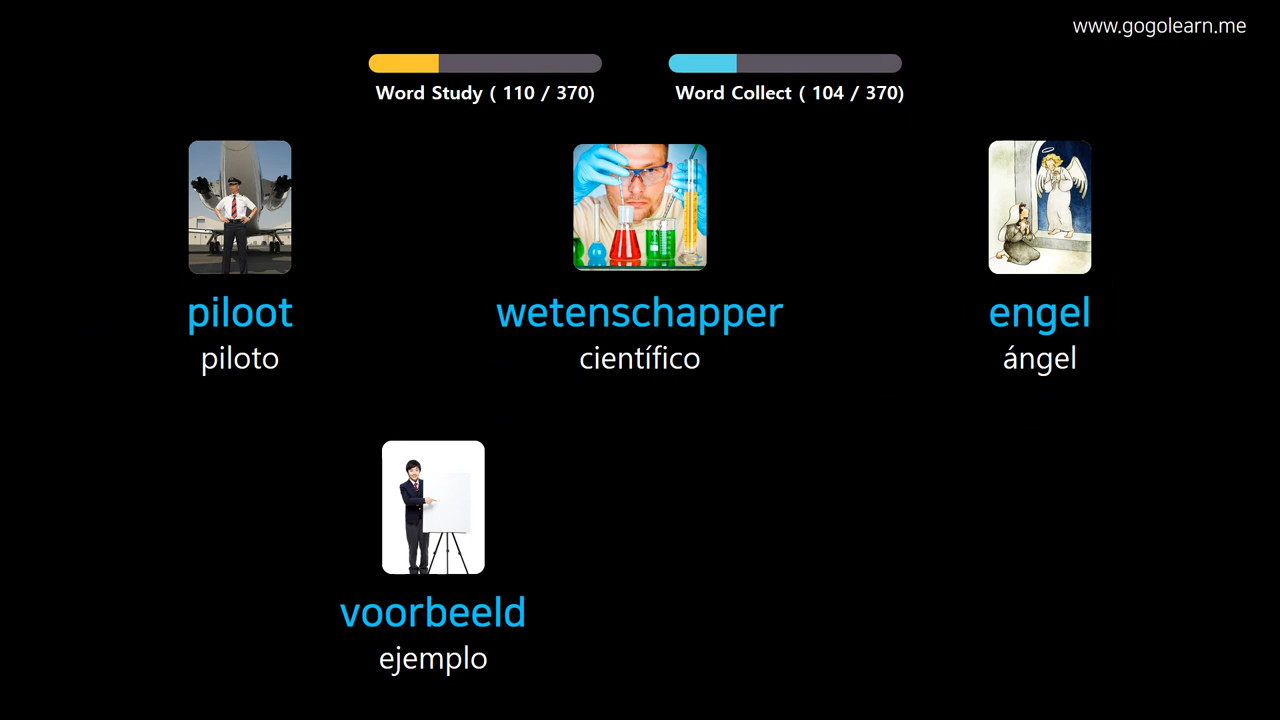 www.gogolearn.me
Word Study ( 110 / 370)
Word Collect ( 104 / 370)
piloot
piloto
wetenschapper
científico
engel
ángel
voorbeeld
ejemplo